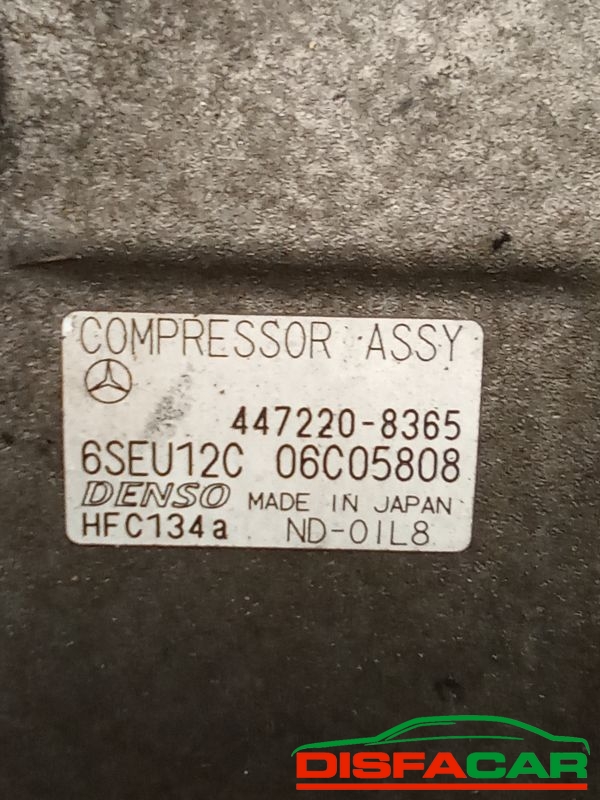 COMPRESSOR ASSY
447220-8365
6SEU12C 06C05808
DENSO MADE IN JAPAN
HFC134a ND-OIL8
DISFACAR